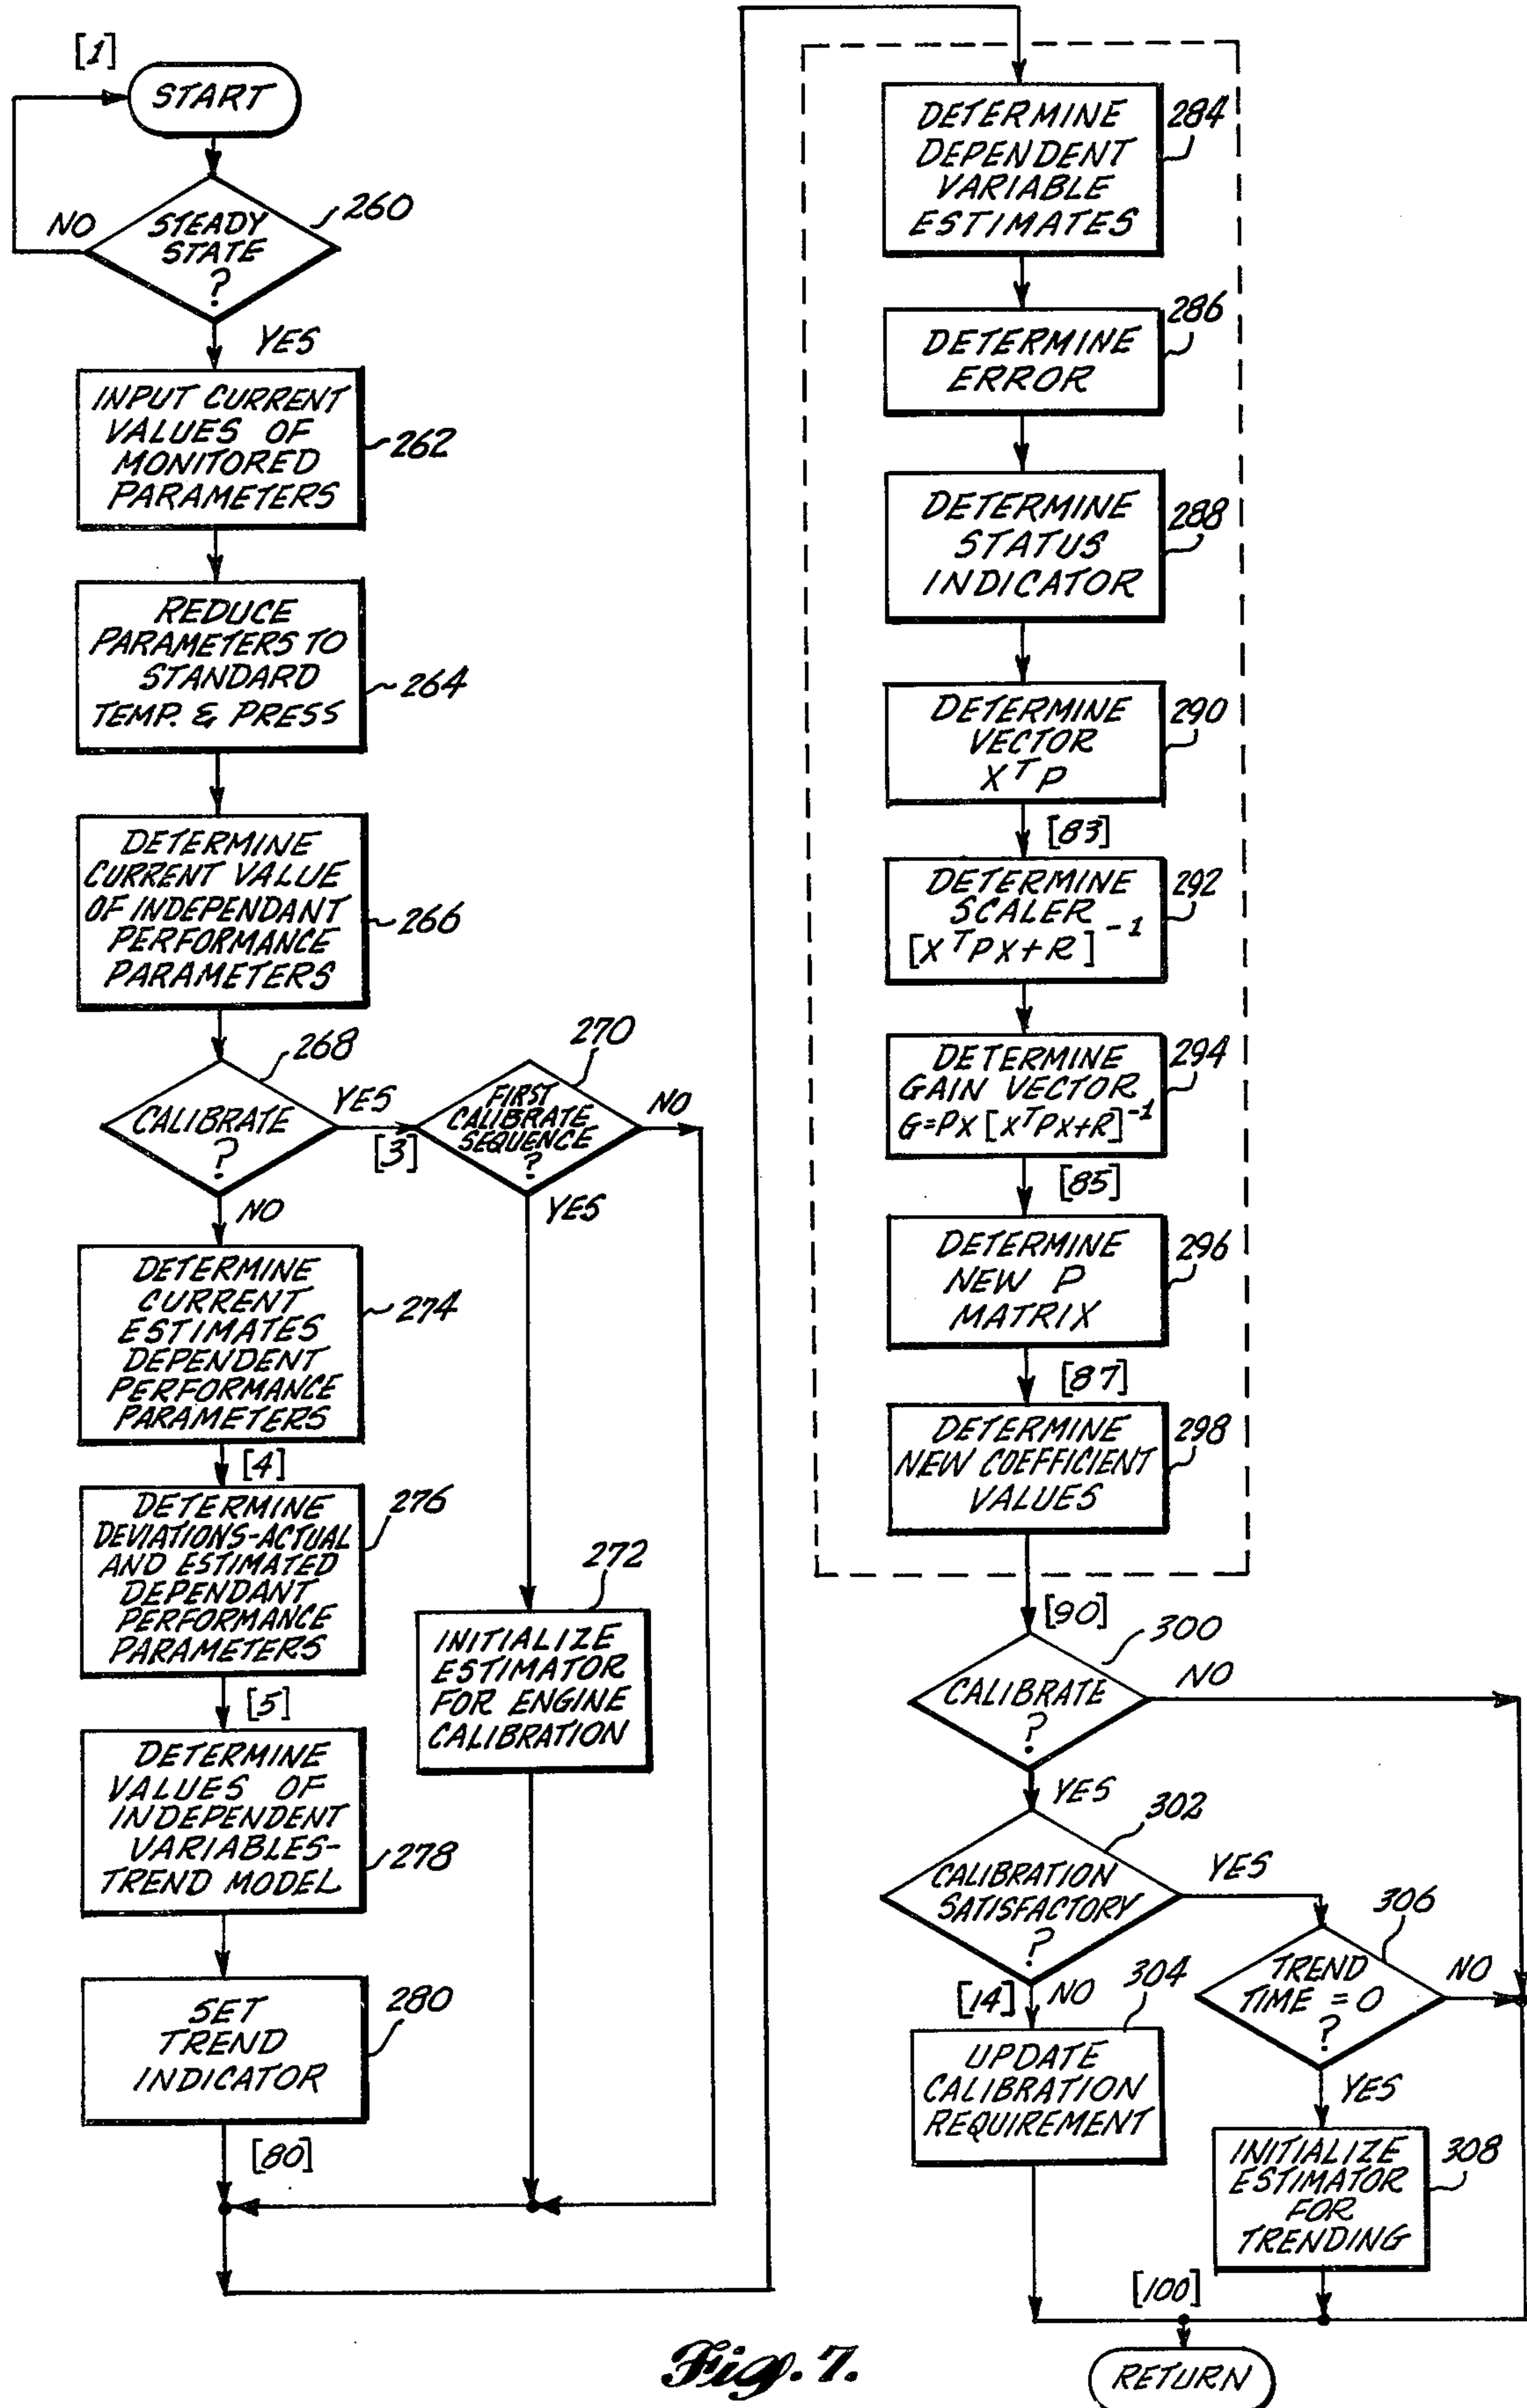 [1]
START
NO
STEADY
STATE
?
260
YES
INPUT CURRENT
VALUES OF
MONITORED
PARAMETERS
262
REDUCE
PARAMETERS TO
STANDARD
TEMP. & PRESS
264
DETERMINE
CURRENT VALUE
OF INDEPENDANT
PERFORMANCE
PARAMETERS
266
268
CALIBRATE
?
YES
[3]
270
FIRST
CALIBRATE
SEQUENCE
?
NO
YES
NO
DETERMINE
CURRENT
ESTIMATES
DEPENDENT
PERFORMANCE
PARAMETERS
274
[4]
DETERMINE
DEVIATIONS-ACTUAL
AND ESTIMATED
DEPENDANT
PERFORMANCE
PARAMETERS
276
272
INITIALIZE
ESTIMATOR
FOR ENGINE
CALIBRATION
[5]
DETERMINE
VALUES OF
INDEPENDENT
VARIABLES-
TREND MODEL
278
SET
TREND
INDICATOR
280
[80]
DETERMINE
DEPENDENT
VARIABLE
ESTIMATES
284
DETERMINE
ERROR
286
DETERMINE
STATUS
INDICATOR
288
DETERMINE
VECTOR
X^T P
290
[83]
DETERMINE
SCALER
[X^T PX+R]^-1
292
DETERMINE
GAIN VECTOR
G=PX [X^T PX+R]^-1
294
[85]
DETERMINE
NEW P
MATRIX
296
[87]
DETERMINE
NEW COEFFICIENT
VALUES
298
[90]
300
CALIBRATE
?
NO
YES
302
CALIBRATION
SATISFACTORY
?
YES
306
TREND
TIME = 0
?
NO
[14]
NO
304
UPDATE
CALIBRATION
REQUIREMENT
YES
INITIALIZE
ESTIMATOR
FOR
TRENDING
308
[100]
RETURN
Fig. 7.